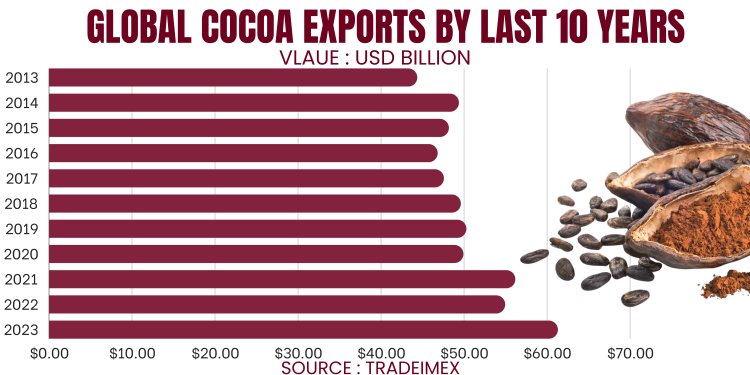 GLOBAL COCOA EXPORTS BY LAST 10 YEARS
VLAUE : USD BILLION
2013
2014
2015
2016
2017
2018
2019
2020
2021
2022
2023
$0.00 $10.00 $20.00 $30.00 $40.00 $50.00 $60.00 $70.00
SOURCE : TRADEIMEX